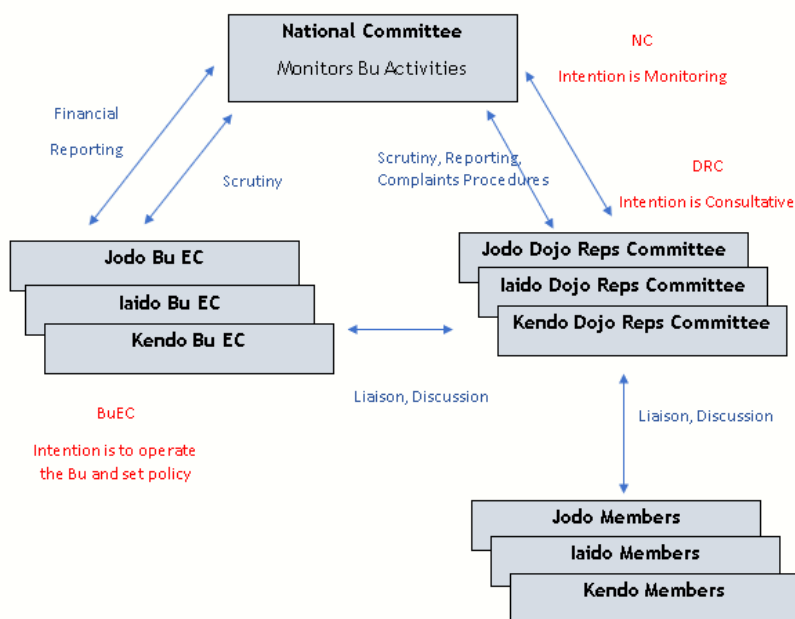 National Committee
Monitors Bu Activities
NC
Intention is Monitoring
Financial
Reporting
Scrutiny
Scrutiny, Reporting,
Complaints Procedures
DRC
Intention is Consultative
Jodo Bu EC
Iaido Bu EC
Kendo Bu EC
Jodo Dojo Reps Committee
Iaido Dojo Reps Committee
Kendo Dojo Reps Committee
Liaison, Discussion
BuEC
Intention is to operate
the Bu and set policy
Liaison, Discussion
Jodo Members
Iaido Members
Kendo Members